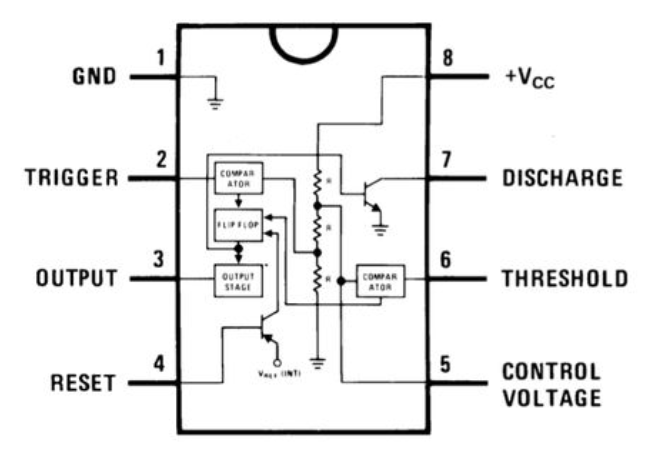 1 8
GND +VCC
2 7
TRIGGER COMPAR DISCHARGE
ATOR R
FLIP FLOP R
3 6
OUTPUT OUTPUT R COMPAR THRESHOLD
STAGE ATOR
4 5
RESET VREF (INT) CONTROL
VOLTAGE